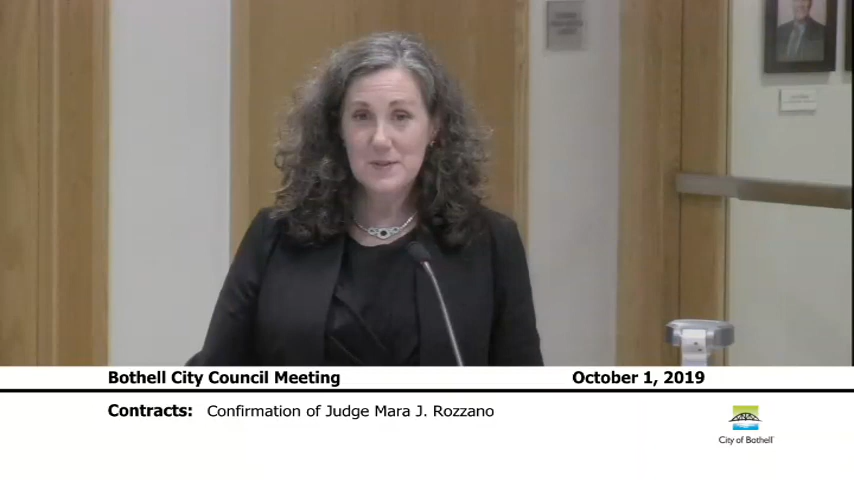 Bothell City Council Meeting
October 1, 2019
Contracts: Confirmation of Judge Mara J. Rozzano
City of Bothell